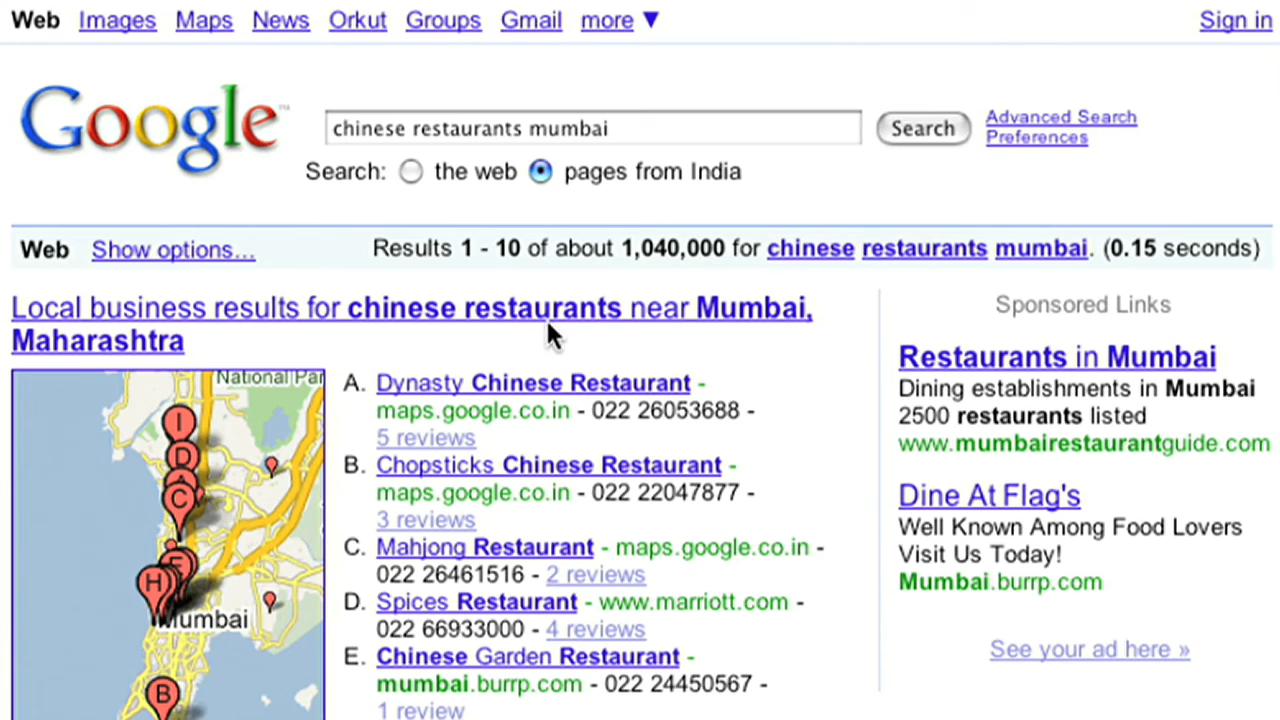 Web Images Maps News Orkut Groups Gmail more ▼ Sign in
Google™
chinese restaurants mumbai
Search
Advanced Search
Preferences
Search: the web pages from India
Web Show options... Results 1 - 10 of about 1,040,000 for chinese restaurants mumbai. (0.15 seconds)
Local business results for chinese restaurants near Mumbai,
Maharashtra
National Par
I
D
A
C
E
H
Mumbai
B
A. Dynasty Chinese Restaurant -
maps.google.co.in - 022 26053688 -
5 reviews
B. Chopsticks Chinese Restaurant -
maps.google.co.in - 022 22047877 -
3 reviews
C. Mahjong Restaurant - maps.google.co.in -
022 26461516 - 2 reviews
D. Spices Restaurant - www.marriott.com -
022 66933000 - 4 reviews
E. Chinese Garden Restaurant -
mumbai.burrp.com - 022 24450567 -
1 review
Sponsored Links
Restaurants in Mumbai
Dining establishments in Mumbai
2500 restaurants listed
www.mumbairestaurantguide.com
Dine At Flag's
Well Known Among Food Lovers
Visit Us Today!
Mumbai.burrp.com
See your ad here »